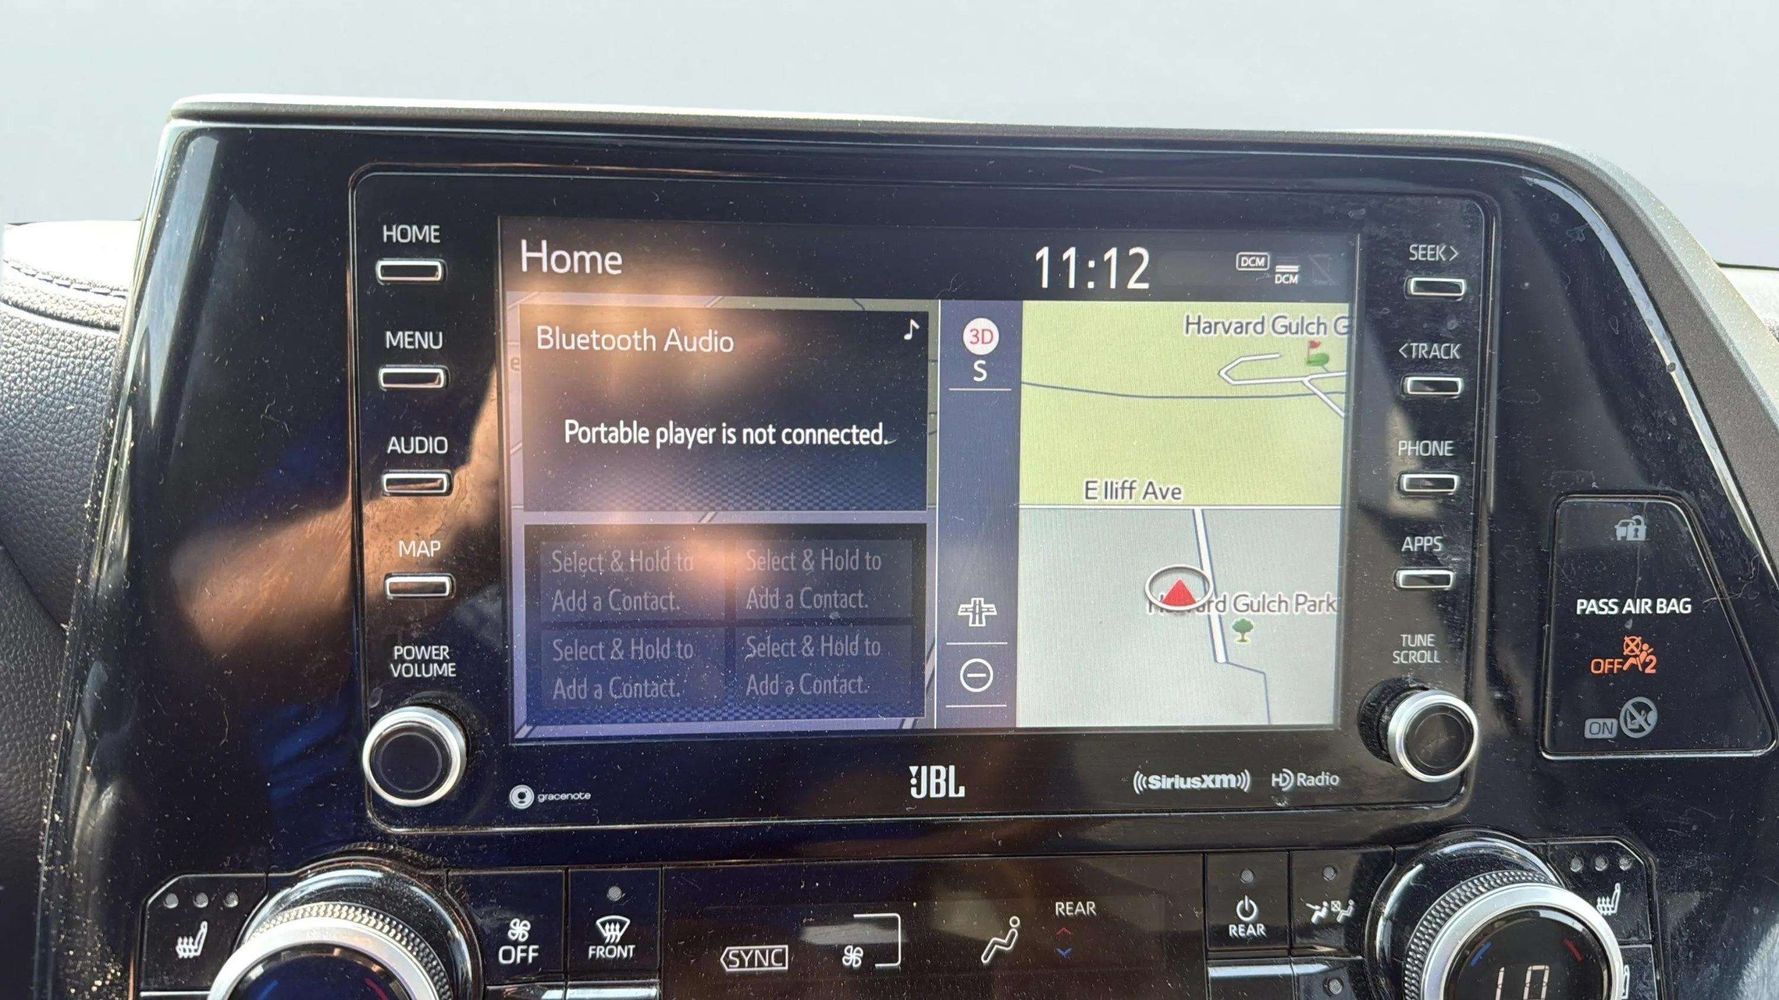 HOME
MENU
AUDIO
MAP
POWER
VOLUME
Home
11:12
DCM
DCM
Bluetooth Audio
Portable player is not connected.
Select & Hold to
Add a Contact.
Select & Hold to
Add a Contact.
Select & Hold to
Add a Contact.
Select & Hold to
Add a Contact.
3D
S
Harvard Gulch G
E Iliff Ave
Gulch Park
SEEK>
<TRACK
PHONE
APPS
TUNE
SCROLL
PASS AIR BAG
OFF 2
ON
gracenote
JBL
((SiriusXM))
HD Radio
OFF
FRONT
SYNC
REAR
REAR
LO